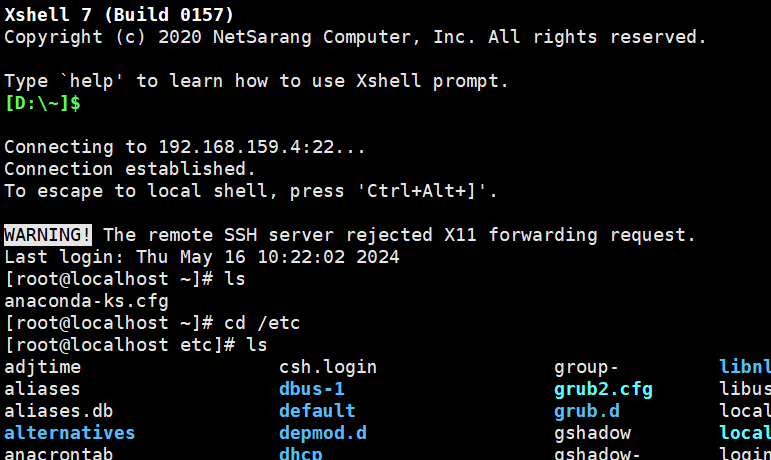 Xshell 7 (Build 0157)
Copyright (c) 2020 NetSarang Computer, Inc. All rights reserved.
Type `help' to learn how to use Xshell prompt.
[D:\~]$
Connecting to 192.168.159.4:22...
Connection established.
To escape to local shell, press 'Ctrl+Alt+]'.
WARNING! The remote SSH server rejected X11 forwarding request.
Last login: Thu May 16 10:22:02 2024
[root@localhost ~]# ls
anaconda-ks.cfg
[root@localhost ~]# cd /etc
[root@localhost etc]# ls
adjtime csh.login group- libnl
aliases dbus-1 grub2.cfg libus
aliases.db default grub.d local
alternatives depmod.d gshadow local
anacrontab dhcp gshadow- login